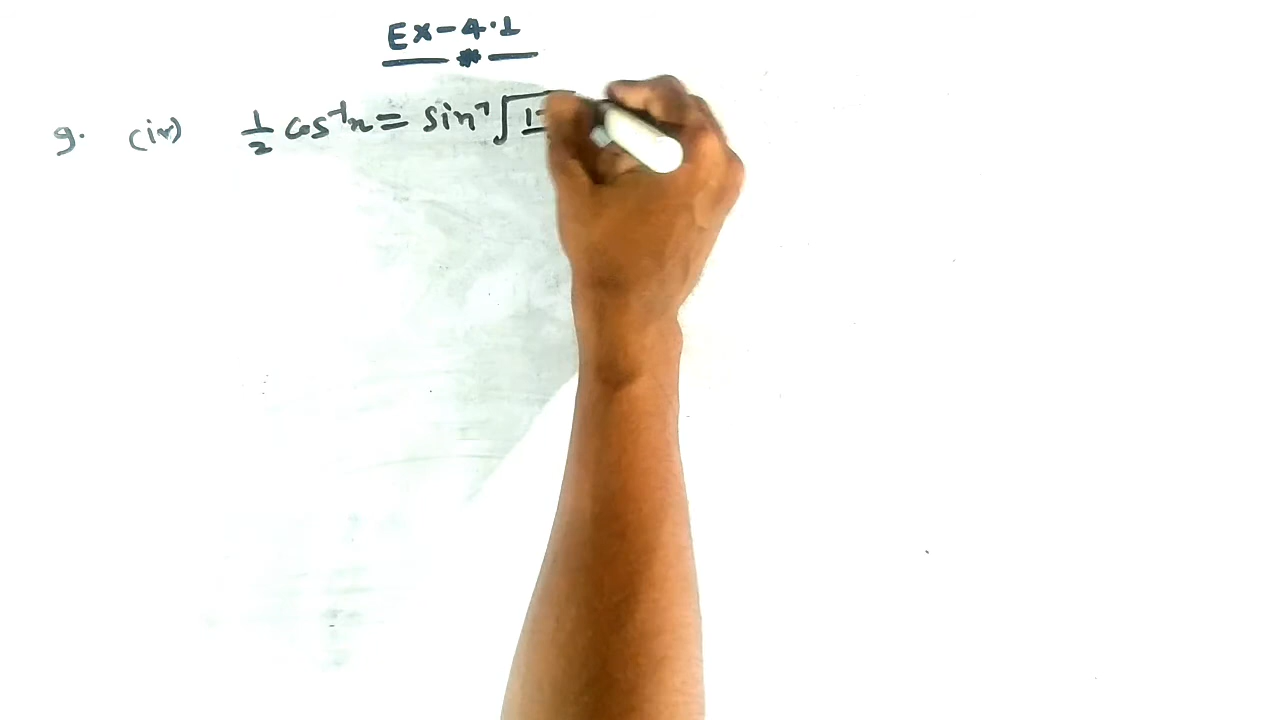 Ex-4.1
9. (iv) 1/2 cos⁻¹x = sin⁻¹√1-